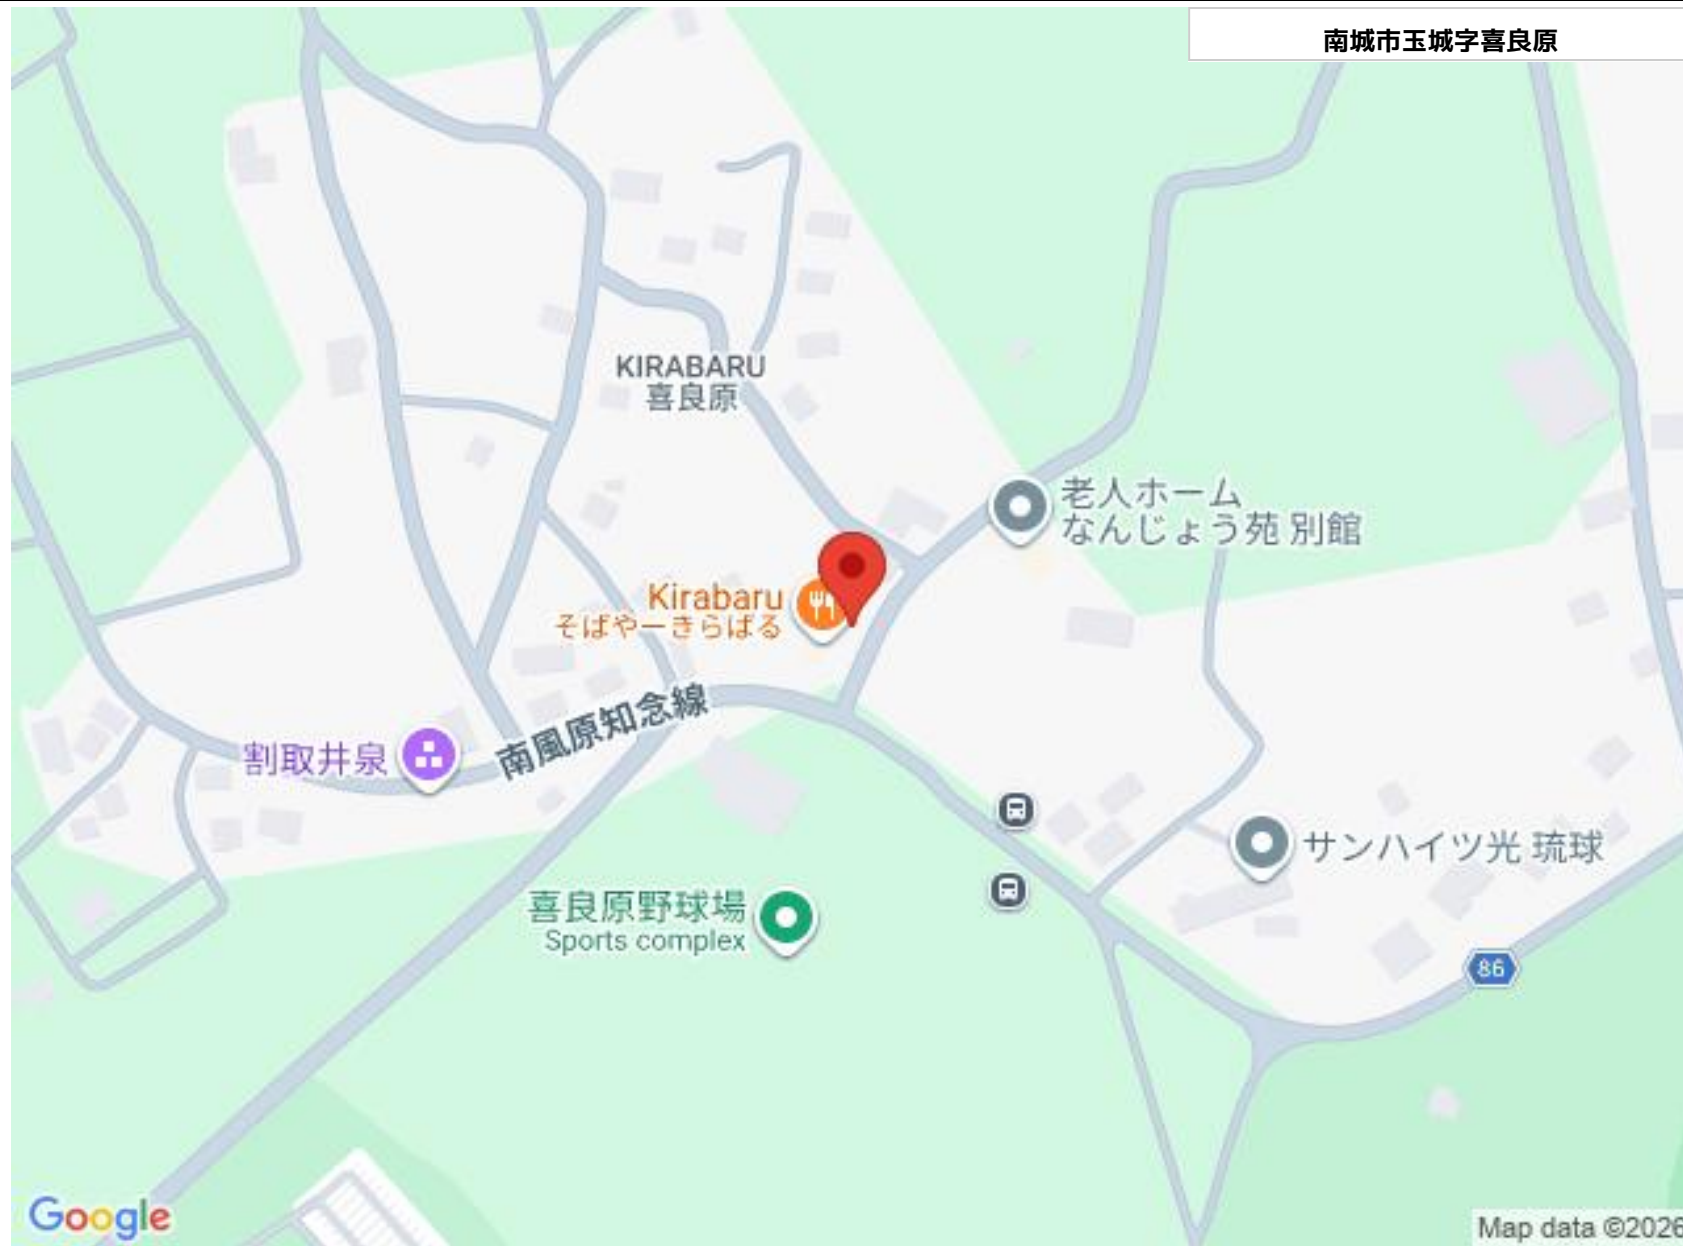 南城市玉城字喜良原
KIRABARU
喜良原
老人ホーム
なんじょう苑 別館
Kirabaru
そばやーきらばる
南風原知念線
割取井泉
サンハイツ光 琉球
喜良原野球場
Sports complex
86
Google
Map data ©2026